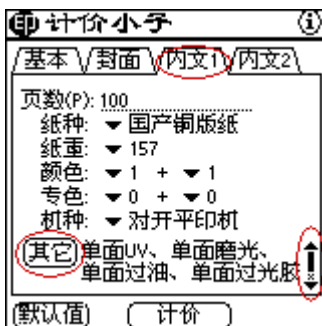 EP 计价小子 i
基本 封面 内文1 内文2
页数(P): 100
纸种: 国产铜版纸
纸重: 157
颜色: 1 + 1
专色: 0 + 0
机种: 对开平印机
其它 单面UV、单面磨光、
单面过油、单面过光胶
默认值 计价